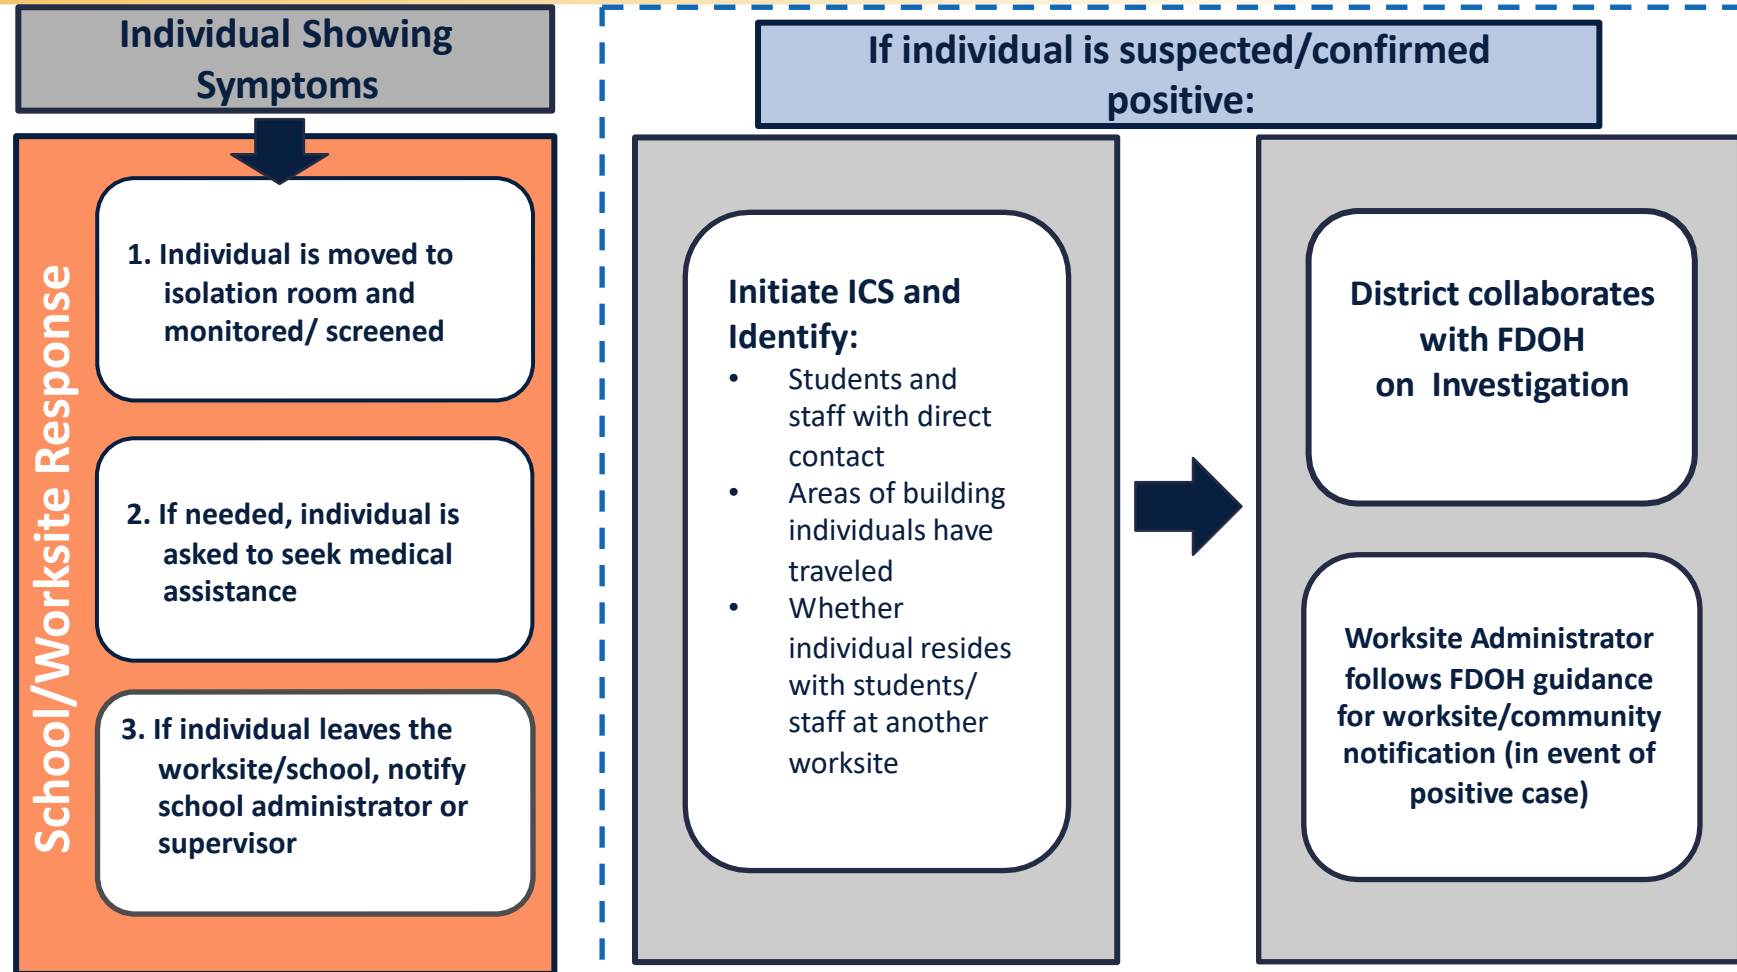 Individual Showing
Symptoms
School/Worksite Response
1. Individual is moved to
isolation room and
monitored/ screened
2. If needed, individual is
asked to seek medical
assistance
3. If individual leaves the
worksite/school, notify
school administrator or
supervisor
If individual is suspected/confirmed
positive:
Initiate ICS and
Identify:
• Students and
staff with direct
contact
• Areas of building
individuals have
traveled
• Whether
individual resides
with students/
staff at another
worksite
District collaborates
with FDOH
on Investigation
Worksite Administrator
follows FDOH guidance
for worksite/community
notification (in event of
positive case)